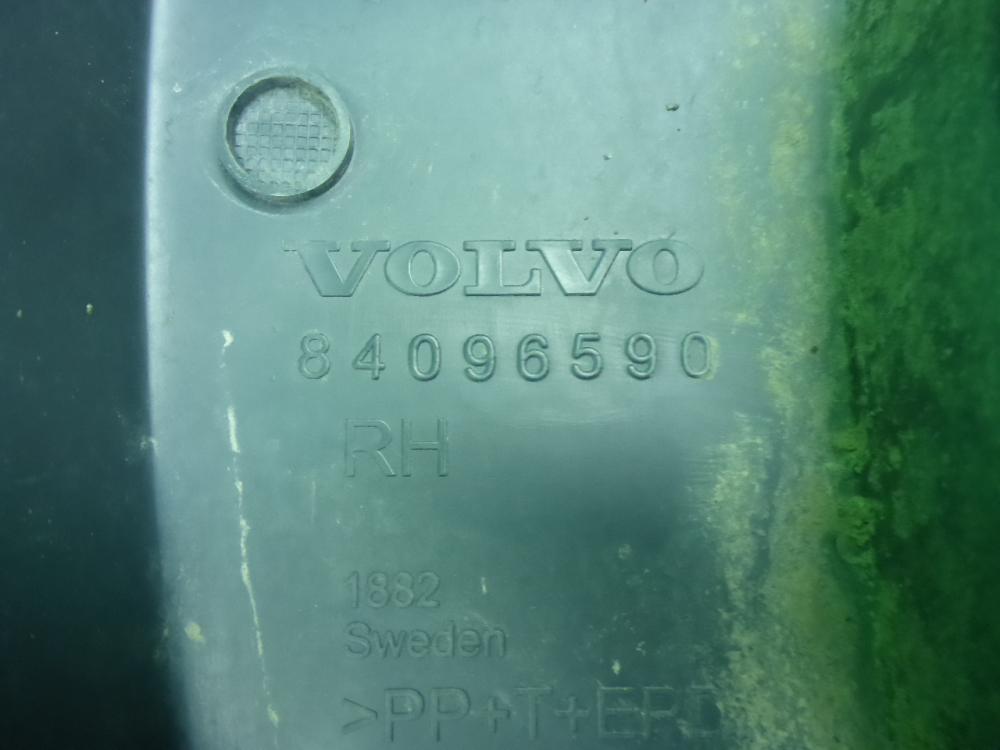 VOLVO
84096590
RH
1882
Sweden
>PP+T+EPD